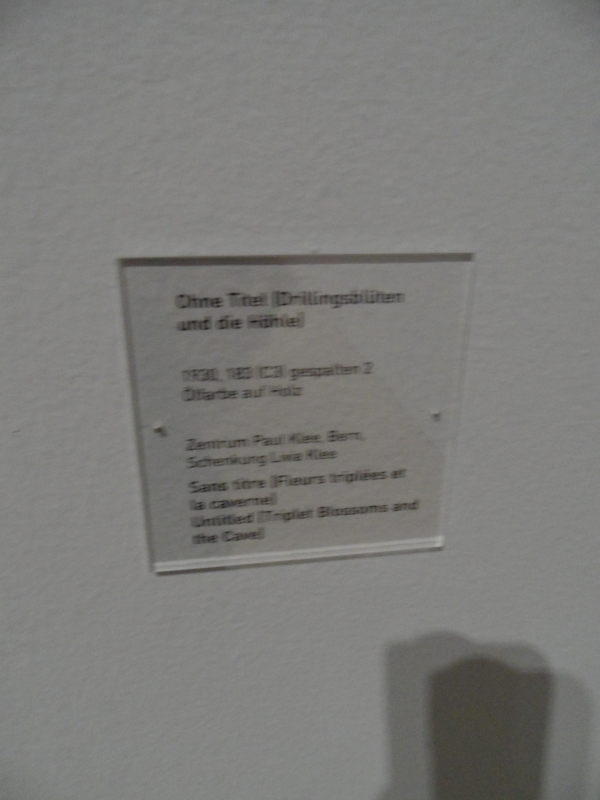 Ohne Titel (Drillingsblüten
und die Höhle)
1930, 183 (C3) gespalten 2
Ölfarbe auf Holz
Zentrum Paul Klee, Bern,
Schenkung Livia Klee
Sans titre (Fleurs triplées et
la caverne)
Untitled (Triplet Blossoms and
the Cave)